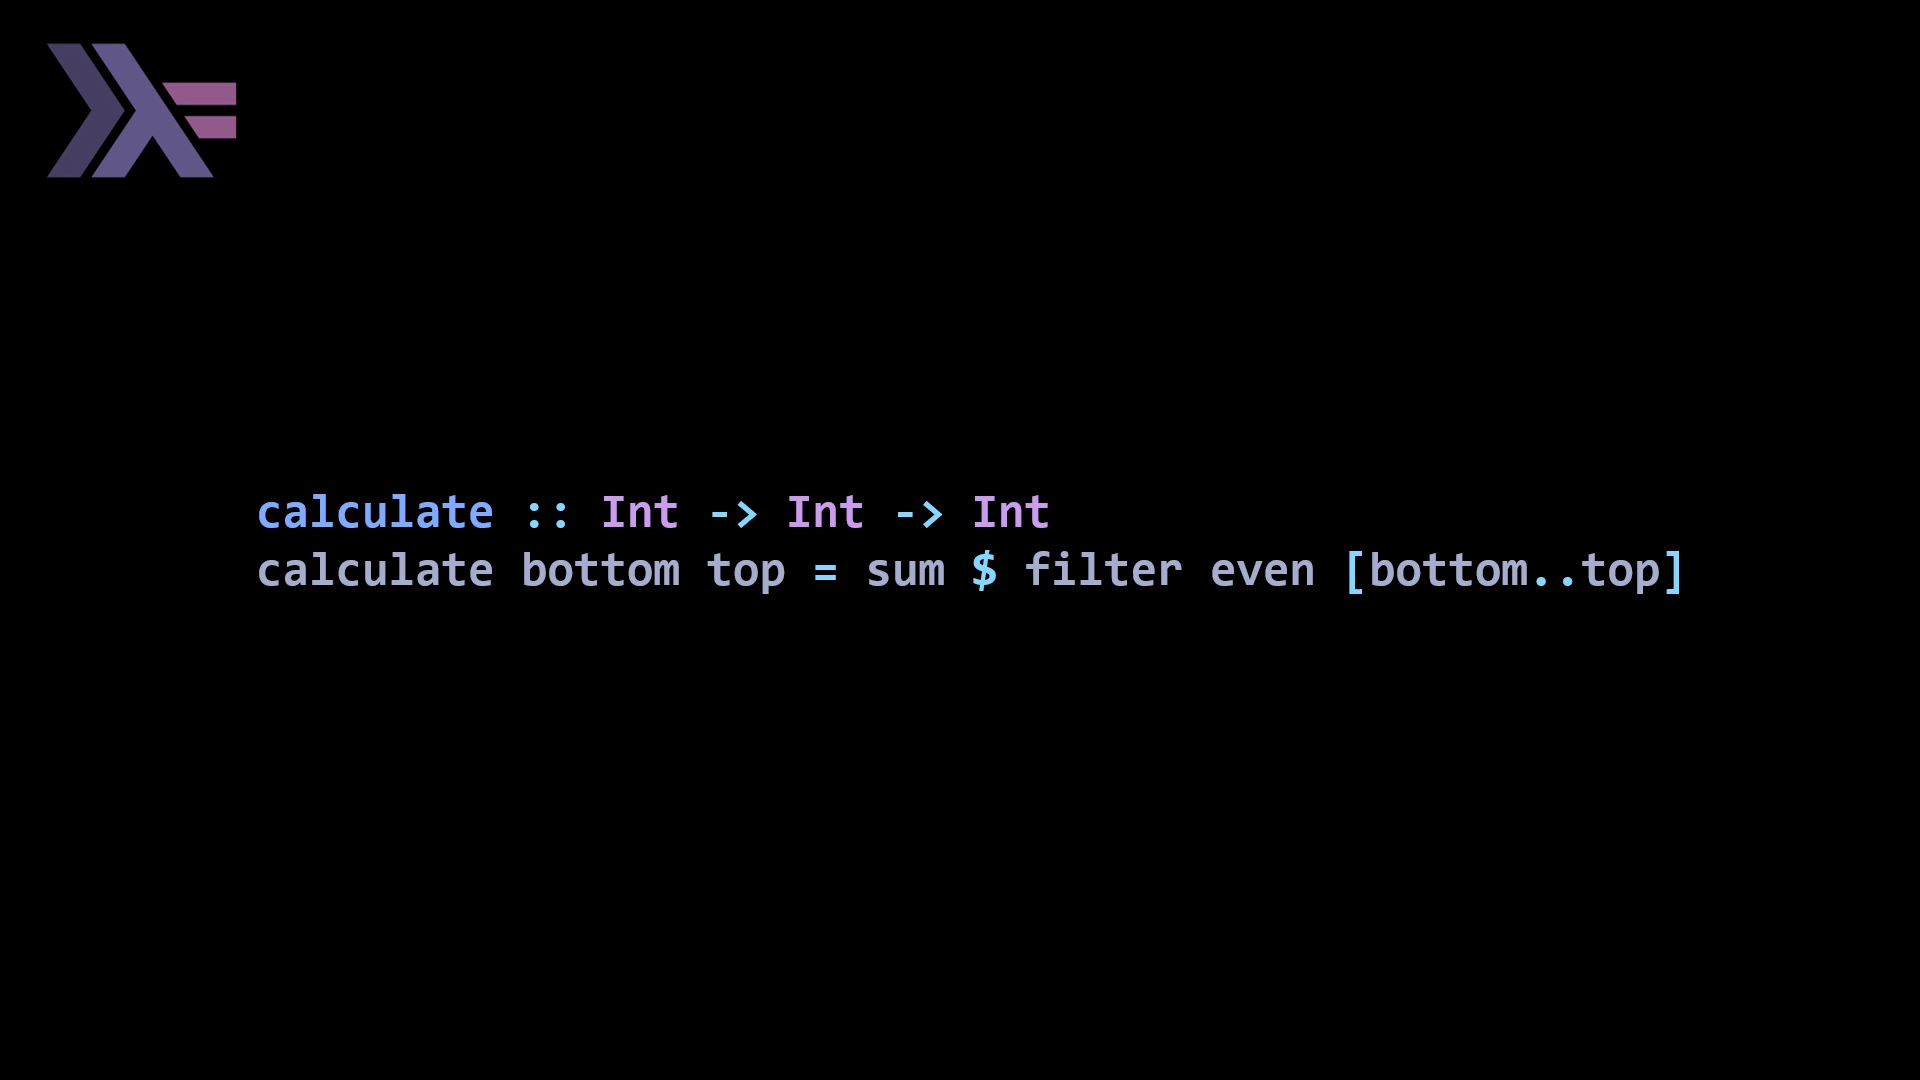 calculate :: Int -> Int -> Int
calculate bottom top = sum $ filter even [bottom..top]